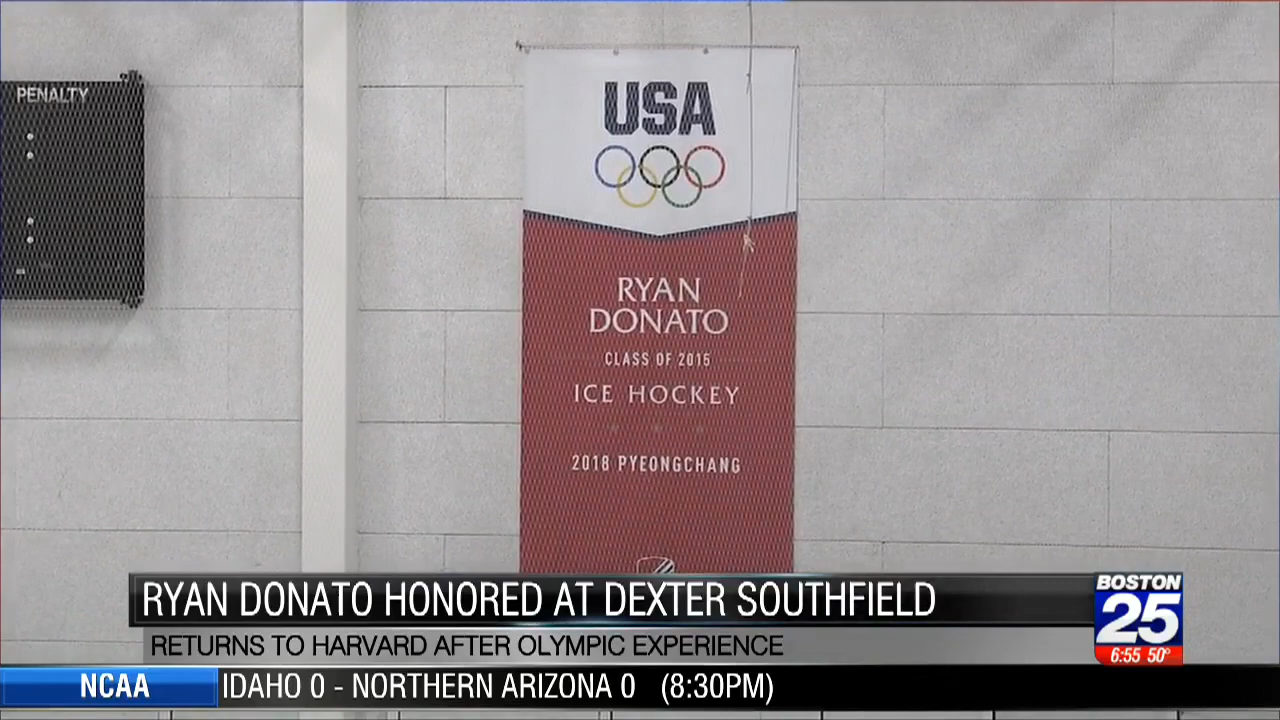 PENALTY
USA
RYAN
DONATO
CLASS OF 2015
ICE HOCKEY
2018 PYEONGCHANG
RYAN DONATO HONORED AT DEXTER SOUTHFIELD
RETURNS TO HARVARD AFTER OLYMPIC EXPERIENCE
BOSTON
25
6:55 50°
NCAA IDAHO 0 - NORTHERN ARIZONA 0 (8:30PM)